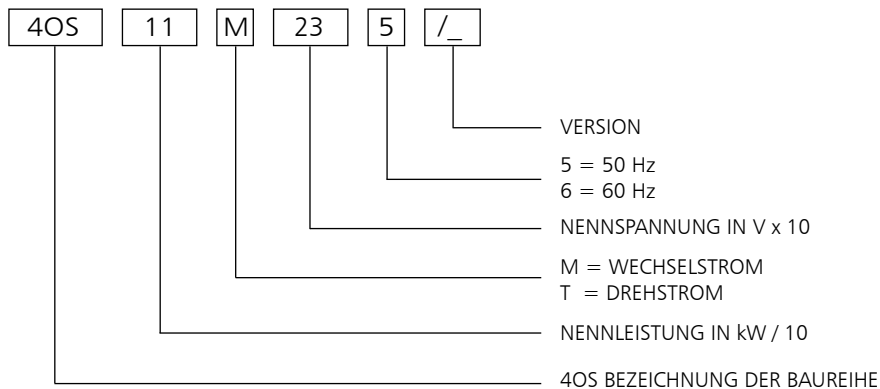 4OS 11 M 23 5 /_
VERSION
5 = 50 Hz
6 = 60 Hz
NENNSPANNUNG IN V x 10
M = WECHSELSTROM
T = DREHSTROM
NENNLEISTUNG IN kW / 10
4OS BEZEICHNUNG DER BAUREIHE